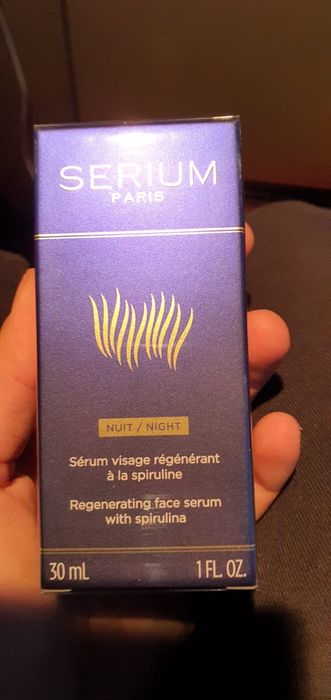 SERIUM
PARIS
NUIT / NIGHT
Sérum visage régénérant
à la spiruline
Regenerating face serum
with spirulina
30 mL 1 FL. OZ.